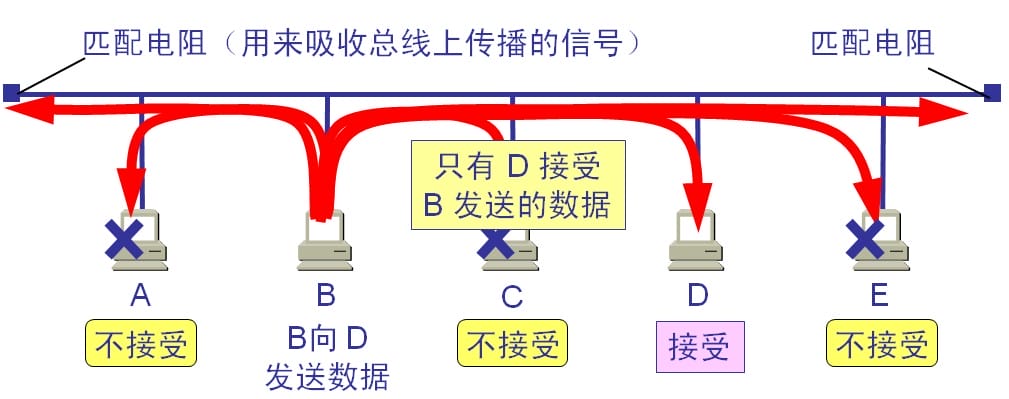 匹配电阻（用来吸收总线上传播的信号）
匹配电阻
只有 D 接受
B 发送的数据
A
B
C
D
E
不接受
B向 D
发送数据
不接受
接受
不接受